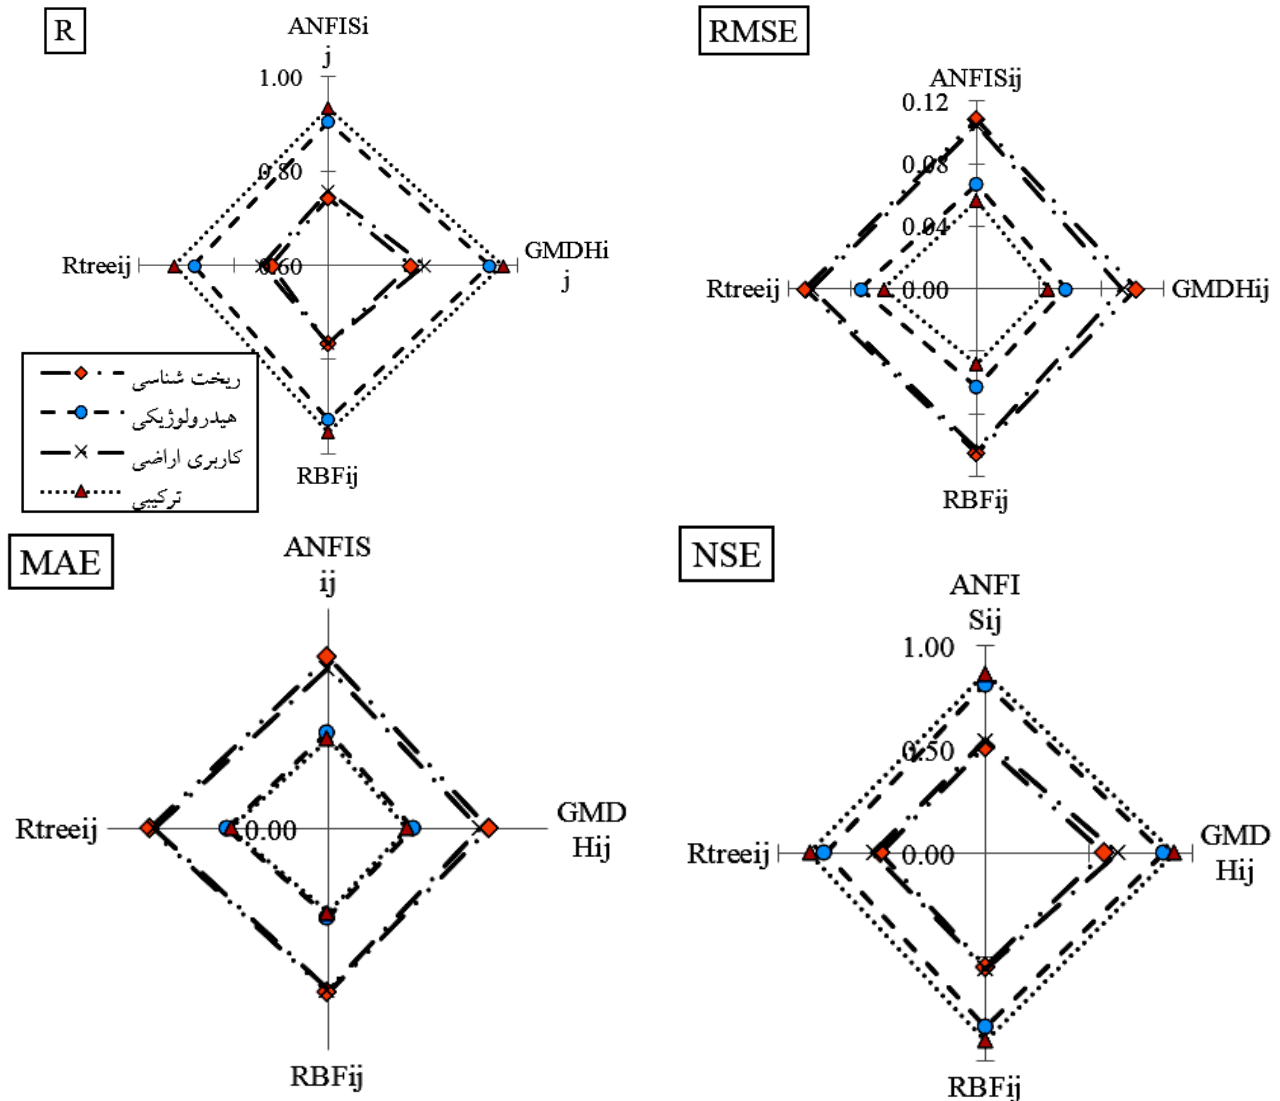 R
ANFISi
j
1.00
0.80
0.60
Rtreeij
GMDHi
j
RBFij
ریخت شناسی
هیدرولوژیکی
کاربری اراضی
ترکیبی
RMSE
ANFISij
0.12
0.08
0.04
0.00
Rtreeij
GMDHij
RBFij
MAE
ANFIS
ij
Rtreeij
0.00
GMD
Hij
RBFij
NSE
ANFI
Sij
1.00
0.50
0.00
Rtreeij
GMD
Hij
RBFij